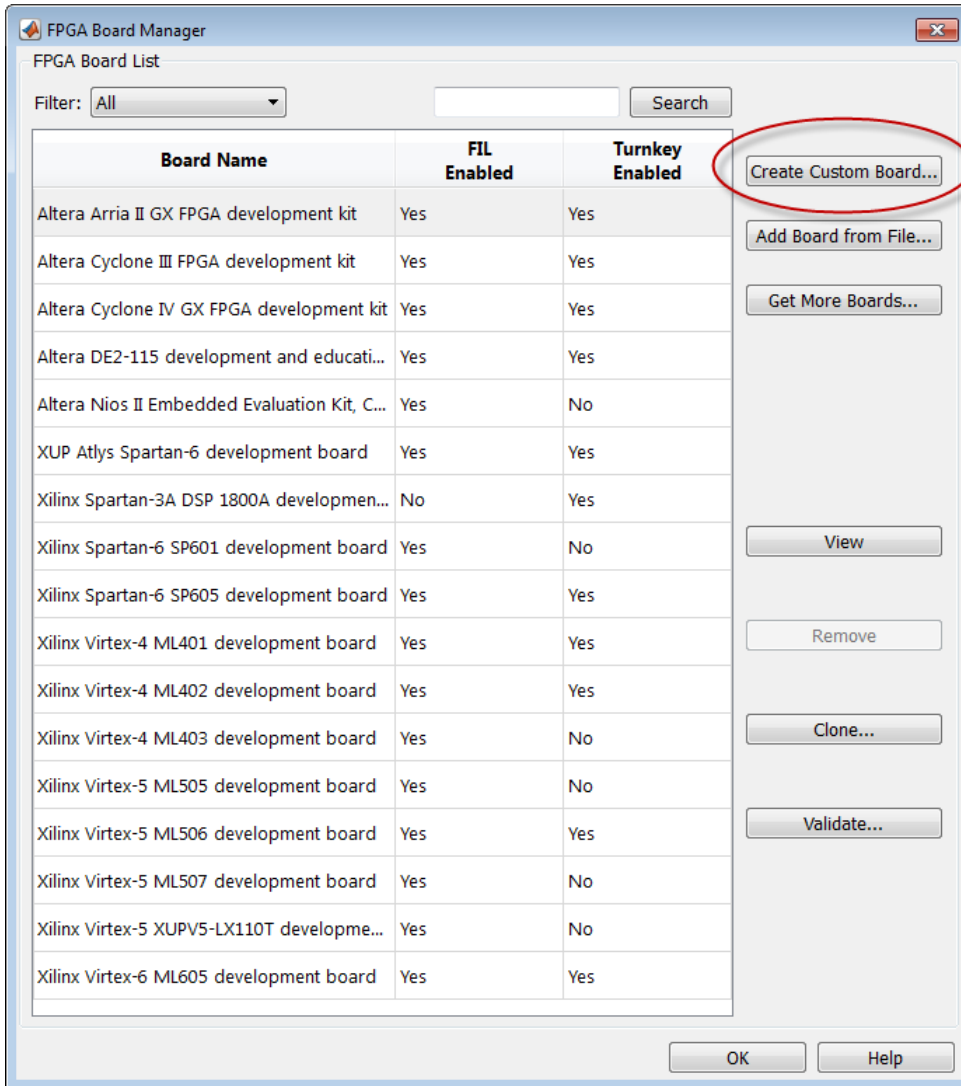 FPGA Board Manager
FPGA Board List
Filter: All Search
Board Name FIL Enabled Turnkey Enabled
Create Custom Board...
Altera Arria II GX FPGA development kit Yes Yes
Add Board from File...
Altera Cyclone III FPGA development kit Yes Yes
Altera Cyclone IV GX FPGA development kit Yes Yes
Get More Boards...
Altera DE2-115 development and educati... Yes Yes
Altera Nios II Embedded Evaluation Kit, C... Yes No
XUP Atlys Spartan-6 development board Yes Yes
Xilinx Spartan-3A DSP 1800A developmen... No Yes
Xilinx Spartan-6 SP601 development board Yes No
View
Xilinx Spartan-6 SP605 development board Yes Yes
Xilinx Virtex-4 ML401 development board Yes Yes
Remove
Xilinx Virtex-4 ML402 development board Yes Yes
Xilinx Virtex-4 ML403 development board Yes No
Clone...
Xilinx Virtex-5 ML505 development board Yes No
Xilinx Virtex-5 ML506 development board Yes Yes
Validate...
Xilinx Virtex-5 ML507 development board Yes No
Xilinx Virtex-5 XUPV5-LX110T developme... Yes No
Xilinx Virtex-6 ML605 development board Yes Yes
OK Help